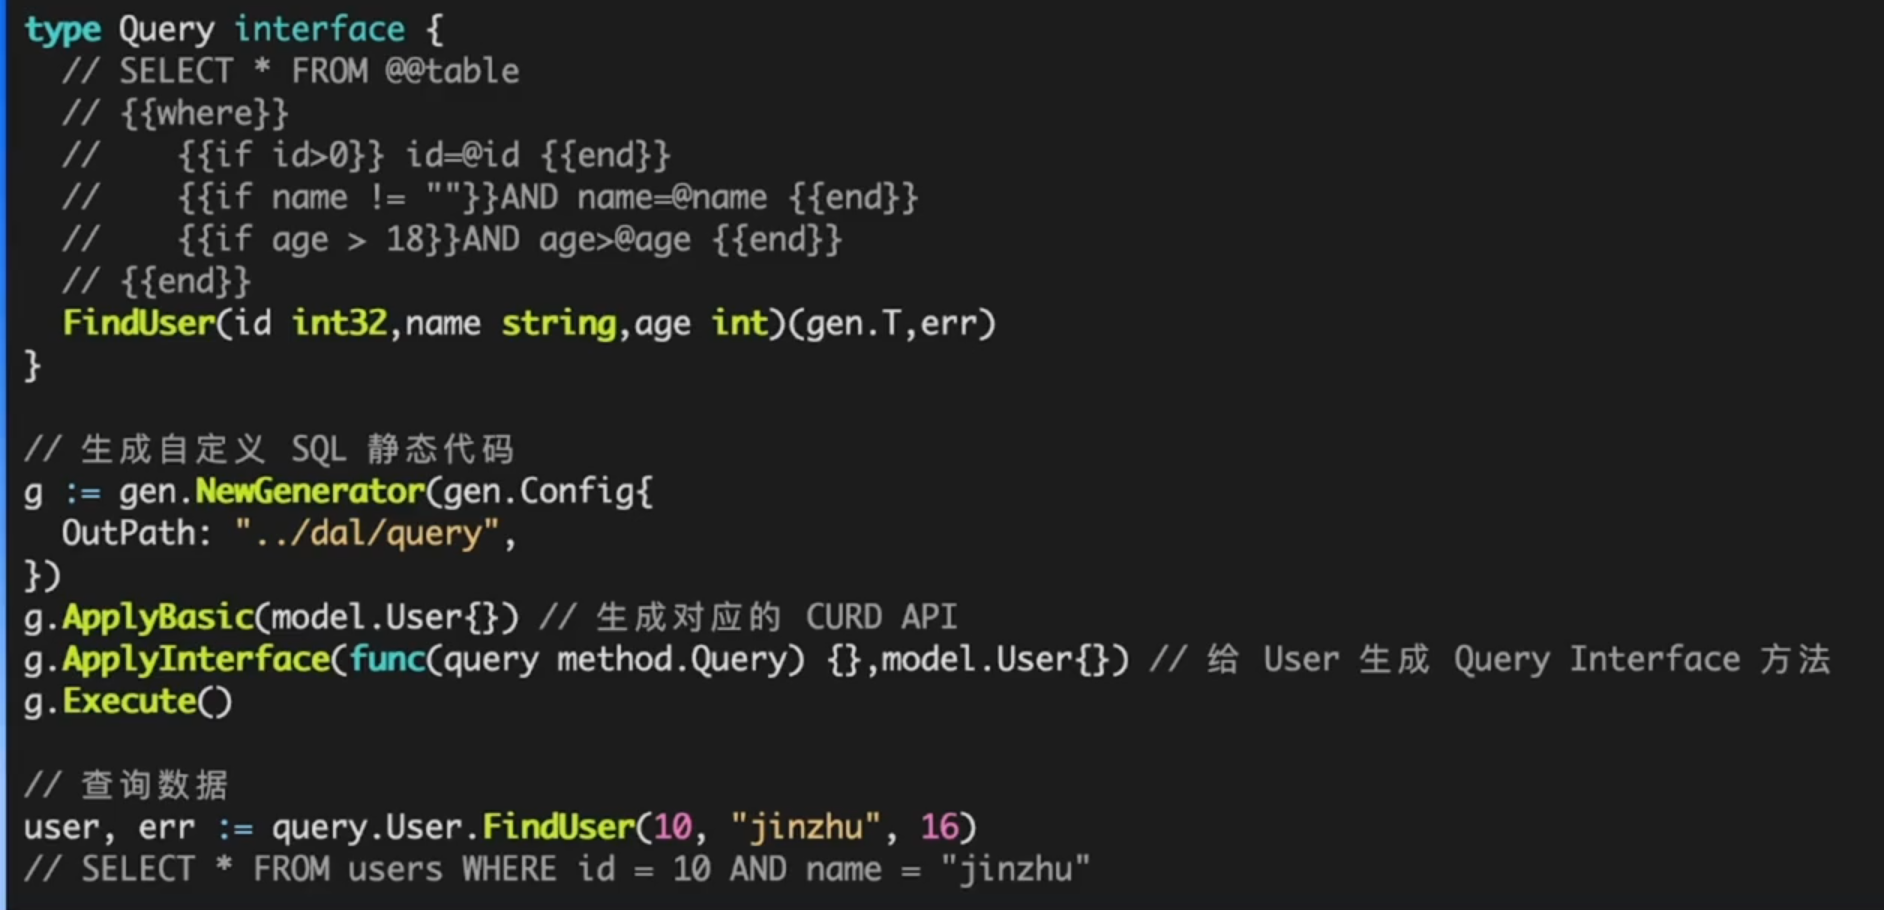 type Query interface {
  // SELECT * FROM @@table
  // {{where}}
  //    {{if id>0}} id=@id {{end}}
  //    {{if name != ""}}AND name=@name {{end}}
  //    {{if age > 18}}AND age>@age {{end}}
  // {{end}}
  FindUser(id int32,name string,age int)(gen.T,err)
}
// 生成自定义 SQL 静态代码
g := gen.NewGenerator(gen.Config{
  OutPath: "../dal/query",
})
g.ApplyBasic(model.User{}) // 生成对应的 CURD API
g.ApplyInterface(func(query method.Query) {},model.User{}) // 给 User 生成 Query Interface 方法
g.Execute()
// 查询数据
user, err := query.User.FindUser(10, "jinzhu", 16)
// SELECT * FROM users WHERE id = 10 AND name = "jinzhu"